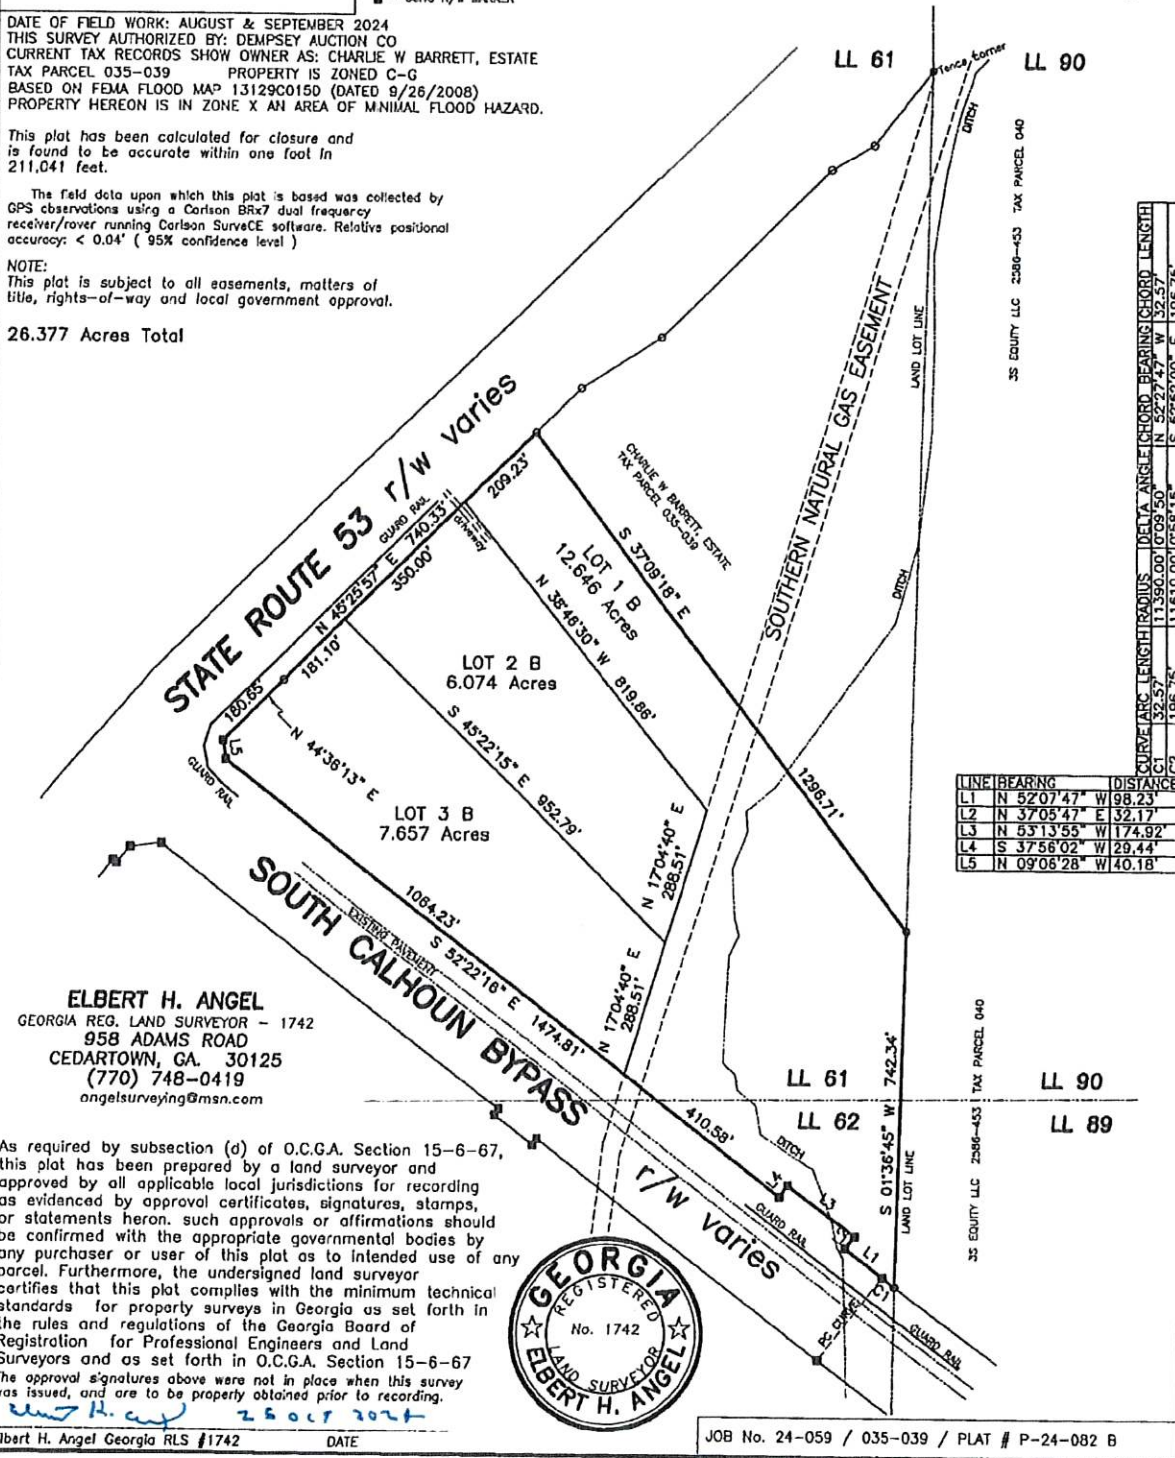 DATE OF FIELD WORK: AUGUST & SEPTEMBER 2024
THIS SURVEY AUTHORIZED BY: DEMPSEY AUCTION CO
CURRENT TAX RECORDS SHOW OWNER AS: CHARLIE W BARRETT, ESTATE
TAX PARCEL 035-039 PROPERTY IS ZONED C-G
BASED ON FEMA FLOOD MAP 13129C0150 (DATED 9/26/2008)
PROPERTY HEREON IS IN ZONE X AN AREA OF MINIMAL FLOOD HAZARD.
This plat has been calculated for closure and
is found to be accurate within one foot in
211,041 feet.
The field data upon which this plat is based was collected by
GPS observations using a Carlson BRx7 dual frequency
receiver/rover running Carlson SurveCE software. Relative positional
accuracy: < 0.04' ( 95% confidence level )
NOTE:
This plat is subject to all easements, matters of
title, rights-of-way and local government approval.
26.377 Acres Total
LL 61
fence corner
LL 90
DITCH
3S EQUITY LLC 2586-453 TAX PARCEL 040
LAND LOT LINE
SOUTHERN NATURAL GAS EASEMENT
DITCH
STATE ROUTE 53 r/w varies
GUARD RAIL
N 45°25'57" E 740.33'
209.23'
350.00'
181.10'
180.65'
driveway
CHARLIE W BARRETT, ESTATE
TAX PARCEL 035-039
S 37°09'18" E
1296.71'
LOT 1 B
12.646 Acres
N 38°46'30" W 819.86'
LOT 2 B
6.074 Acres
S 45°22'15" E 952.79'
L5
GUARD RAIL
N 44°36'13" E
LOT 3 B
7.657 Acres
N 17°04'40" E
288.51'
N 17°04'40" E
288.51'
1064.23'
S 52°22'16" E 1474.81'
EXISTING PAVEMENT
SOUTH CALHOUN BYPASS
r/w varies
410.58'
CURVE ARC LENGTH RADIUS DELTA ANGLE CHORD BEARING CHORD LENGTH
C1 32.57' 11390.00' 0°09'50" N 52°27'47" W 32.57'
LINE BEARING DISTANCE
L1 N 52°07'47" W 98.23'
L2 N 37°05'47" E 32.17'
L3 N 53°13'55" W 174.92'
L4 S 37°56'02" W 29.44'
L5 N 09°06'28" W 40.18'
ELBERT H. ANGEL
GEORGIA REG. LAND SURVEYOR - 1742
958 ADAMS ROAD
CEDARTOWN, GA. 30125
(770) 748-0419
angelsurveying@msn.com
LL 61
LL 90
LL 62
LL 89
S 01°36'45" W 742.34'
LAND LOT LINE
3S EQUITY LLC 2586-453 TAX PARCEL 040
DITCH
L4
L3
L1
C1
GUARD RAIL
GUARD RAIL
As required by subsection (d) of O.C.G.A. Section 15-6-67,
this plat has been prepared by a land surveyor and
approved by all applicable local jurisdictions for recording
as evidenced by approval certificates, signatures, stamps,
or statements heron. such approvals or affirmations should
be confirmed with the appropriate governmental bodies by
any purchaser or user of this plat as to intended use of any
parcel. Furthermore, the undersigned land surveyor
certifies that this plat complies with the minimum technical
standards for property surveys in Georgia as set forth in
the rules and regulations of the Georgia Board of
Registration for Professional Engineers and Land
Surveyors and as set forth in O.C.G.A. Section 15-6-67
The approval signatures above were not in place when this survey
was issued, and are to be properly obtained prior to recording.
25 OCT 2024
lbert H. Angel Georgia RLS #1742 DATE
GEORGIA
REGISTERED
No. 1742
LAND SURVEYOR
ELBERT H. ANGEL
JOB No. 24-059 / 035-039 / PLAT # P-24-082 B